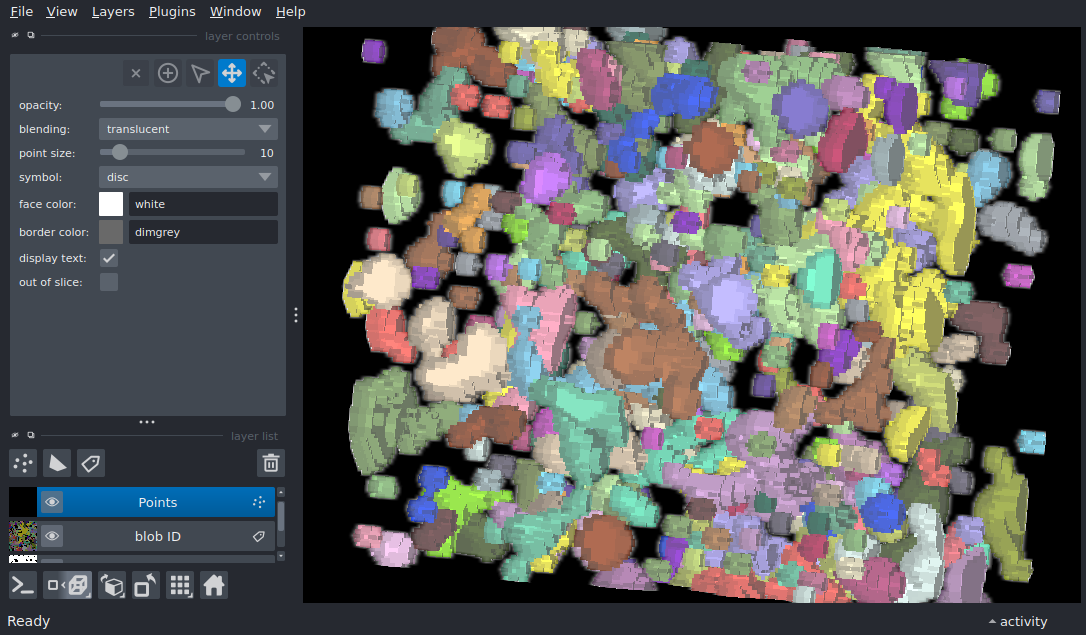 File View Layers Plugins Window Help
layer controls
opacity: 1.00
blending: translucent
point size: 10
symbol: disc
face color: white
border color: dimgrey
display text:
out of slice:
layer list
Points
blob ID
Ready
activity